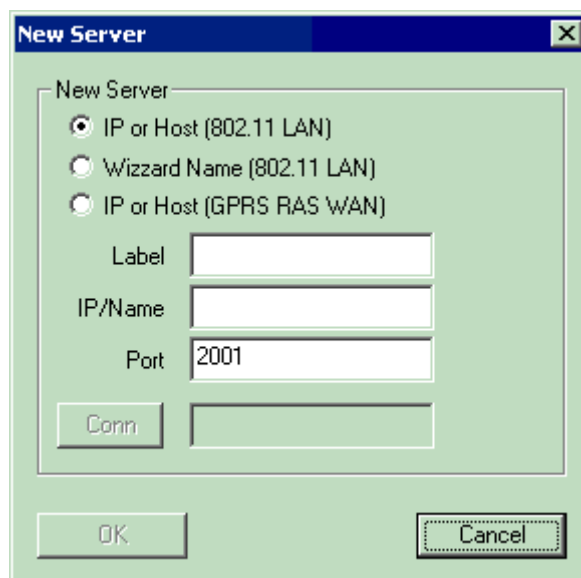 New Server
New Server
IP or Host (802.11 LAN)
Wizzard Name (802.11 LAN)
IP or Host (GPRS RAS WAN)
Label
IP/Name
Port 2001
Conn
OK Cancel